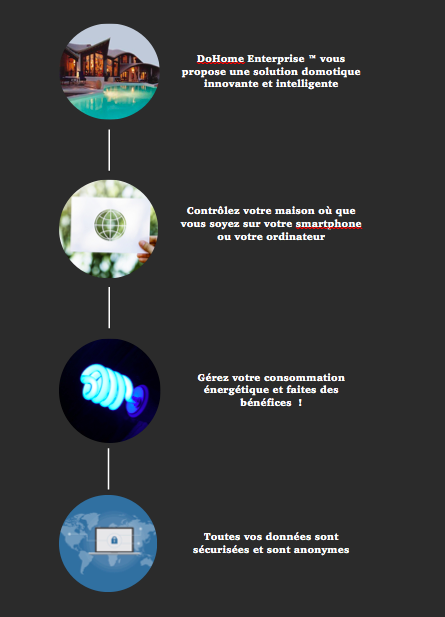 DoHome Enterprise ™ vous
propose une solution domotique
innovante et intelligente
Contrôlez votre maison où que
vous soyez sur votre smartphone
ou votre ordinateur
Gérez votre consommation
énergétique et faites des
bénéfices !
Toutes vos données sont
sécurisées et sont anonymes